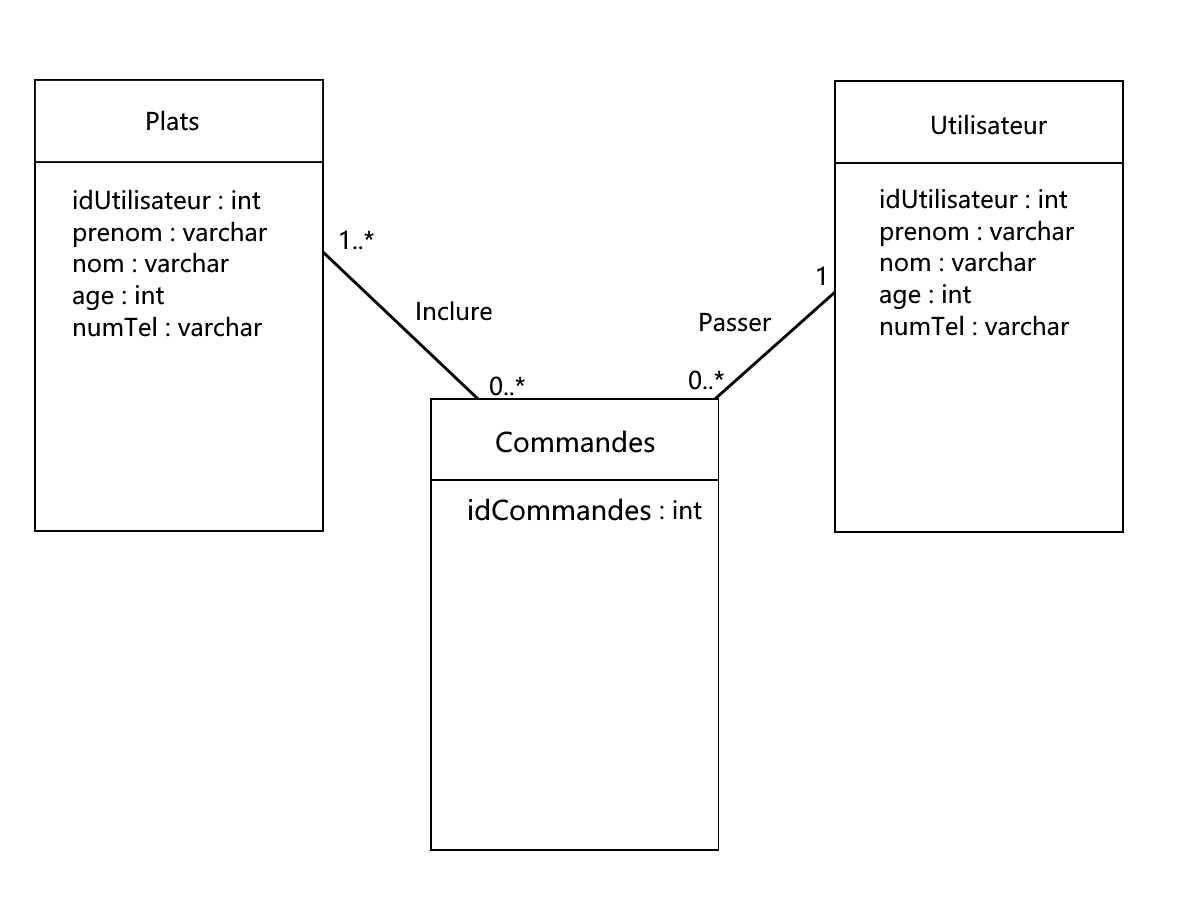 Plats
idUtilisateur : int
prenom : varchar
nom : varchar
age : int
numTel : varchar
1..*
Inclure
0..*
Utilisateur
idUtilisateur : int
prenom : varchar
nom : varchar
age : int
numTel : varchar
1
Passer
0..*
Commandes
idCommandes : int